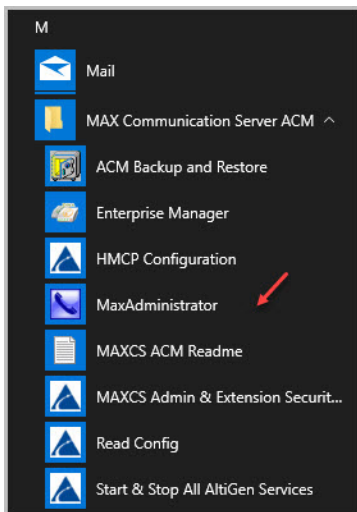 M
Mail
MAX Communication Server ACM
ACM Backup and Restore
Enterprise Manager
HMCP Configuration
MaxAdministrator
MAXCS ACM Readme
MAXCS Admin & Extension Securit...
Read Config
Start & Stop All AltiGen Services